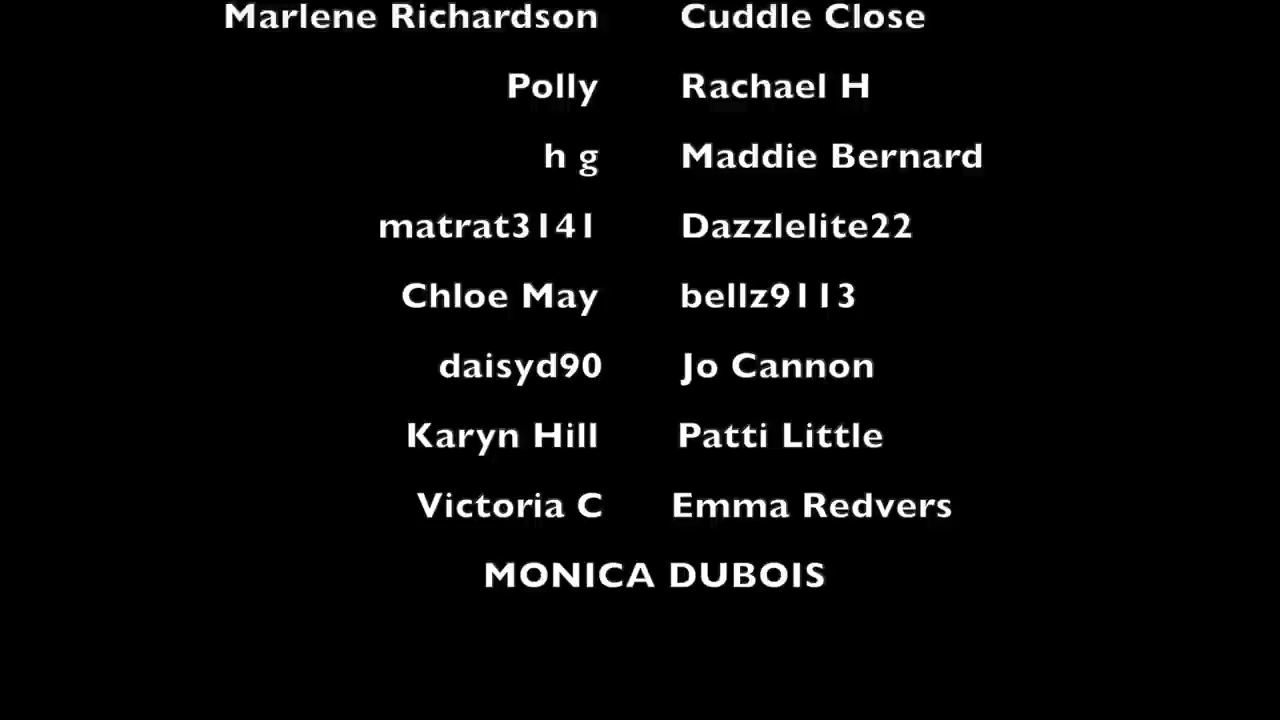 Marlene Richardson Cuddle Close
Polly Rachael H
h g Maddie Bernard
matrat3141 Dazzlelite22
Chloe May bellz9113
daisyd90 Jo Cannon
Karyn Hill Patti Little
Victoria C Emma Redvers
MONICA DUBOIS